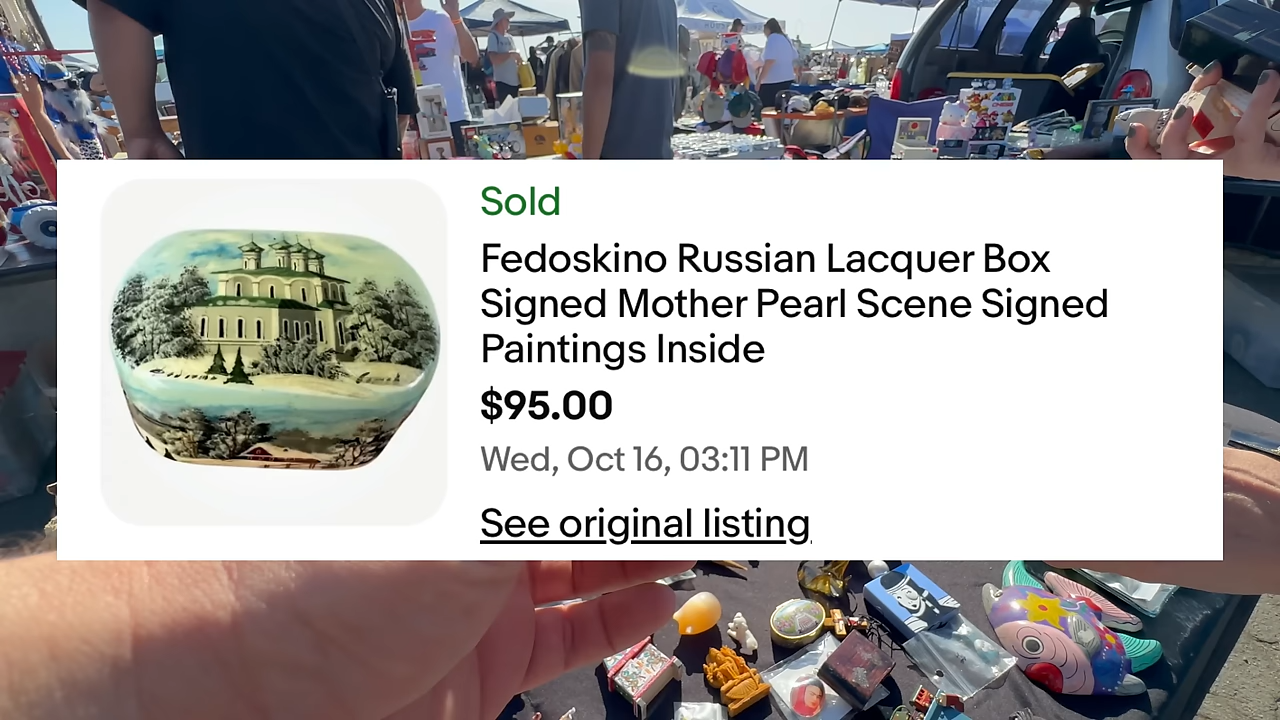 Sold
Fedoskino Russian Lacquer Box
Signed Mother Pearl Scene Signed
Paintings Inside
$95.00
Wed, Oct 16, 03:11 PM
See original listing